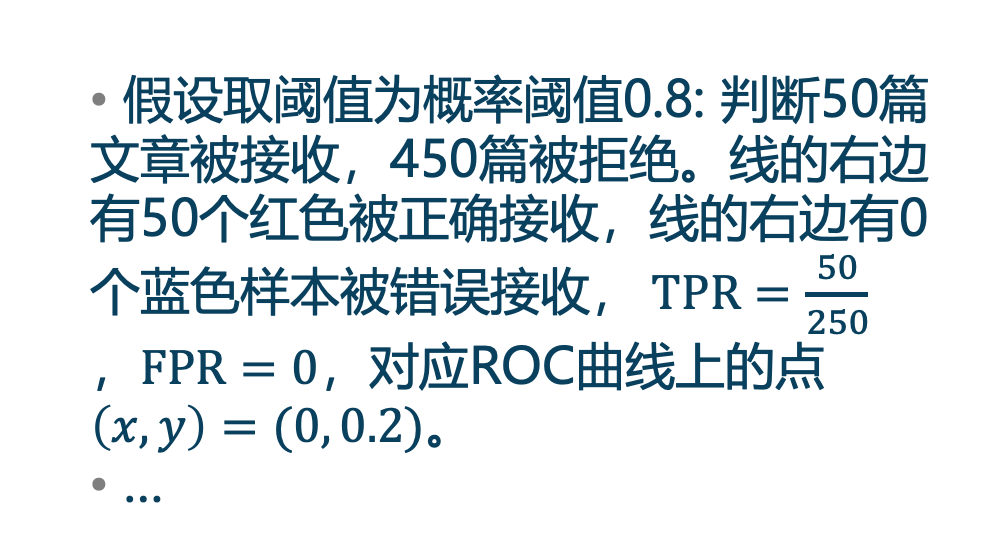 • 假设取阈值为概率阈值0.8: 判断50篇
文章被接收，450篇被拒绝。线的右边
有50个红色被正确接收，线的右边有0
个蓝色样本被错误接收， TPR = 50/250
，FPR = 0，对应ROC曲线上的点
(x, y) = (0, 0.2)。
• …